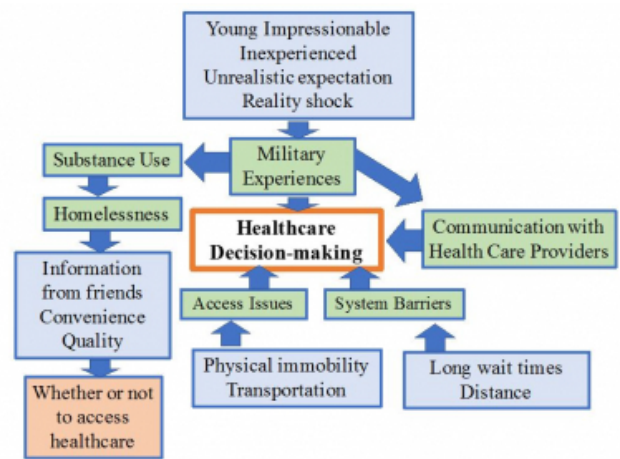 Young Impressionable
Inexperienced
Unrealistic expectation
Reality shock
Substance Use
Military
Experiences
Homelessness
Healthcare
Decision-making
Communication with
Health Care Providers
Information
from friends
Convenience
Quality
Access Issues
System Barriers
Physical immobility
Transportation
Long wait times
Distance
Whether or not
to access
healthcare